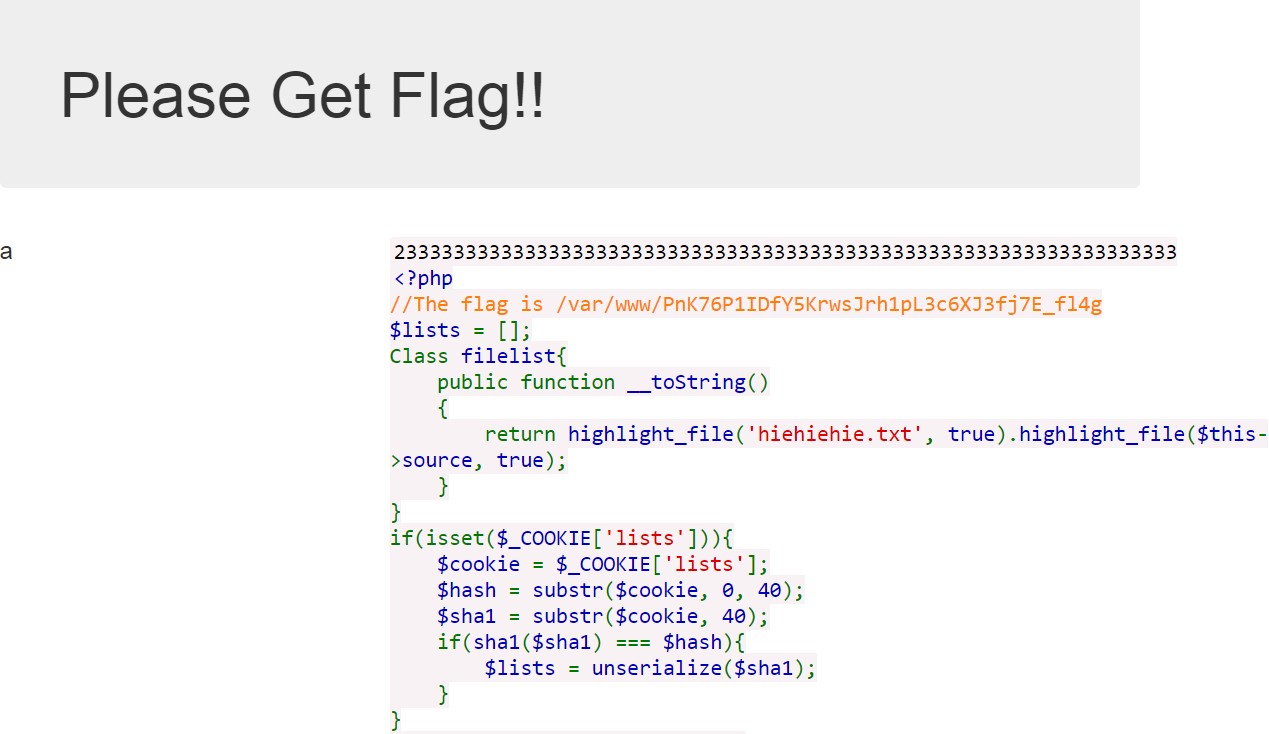 Please Get Flag!!
a
233333333333333333333333333333333333333333333333333333333333333333
<?php
//The flag is /var/www/PnK76P1IDfY5KrwsJrh1pL3c6XJ3fj7E_fl4g
$lists = [];
Class filelist{
    public function __toString()
    {
        return highlight_file('hiehiehie.txt', true).highlight_file($this-
>source, true);
    }
}
if(isset($_COOKIE['lists'])){
    $cookie = $_COOKIE['lists'];
    $hash = substr($cookie, 0, 40);
    $sha1 = substr($cookie, 40);
    if(sha1($sha1) === $hash){
        $lists = unserialize($sha1);
    }
}